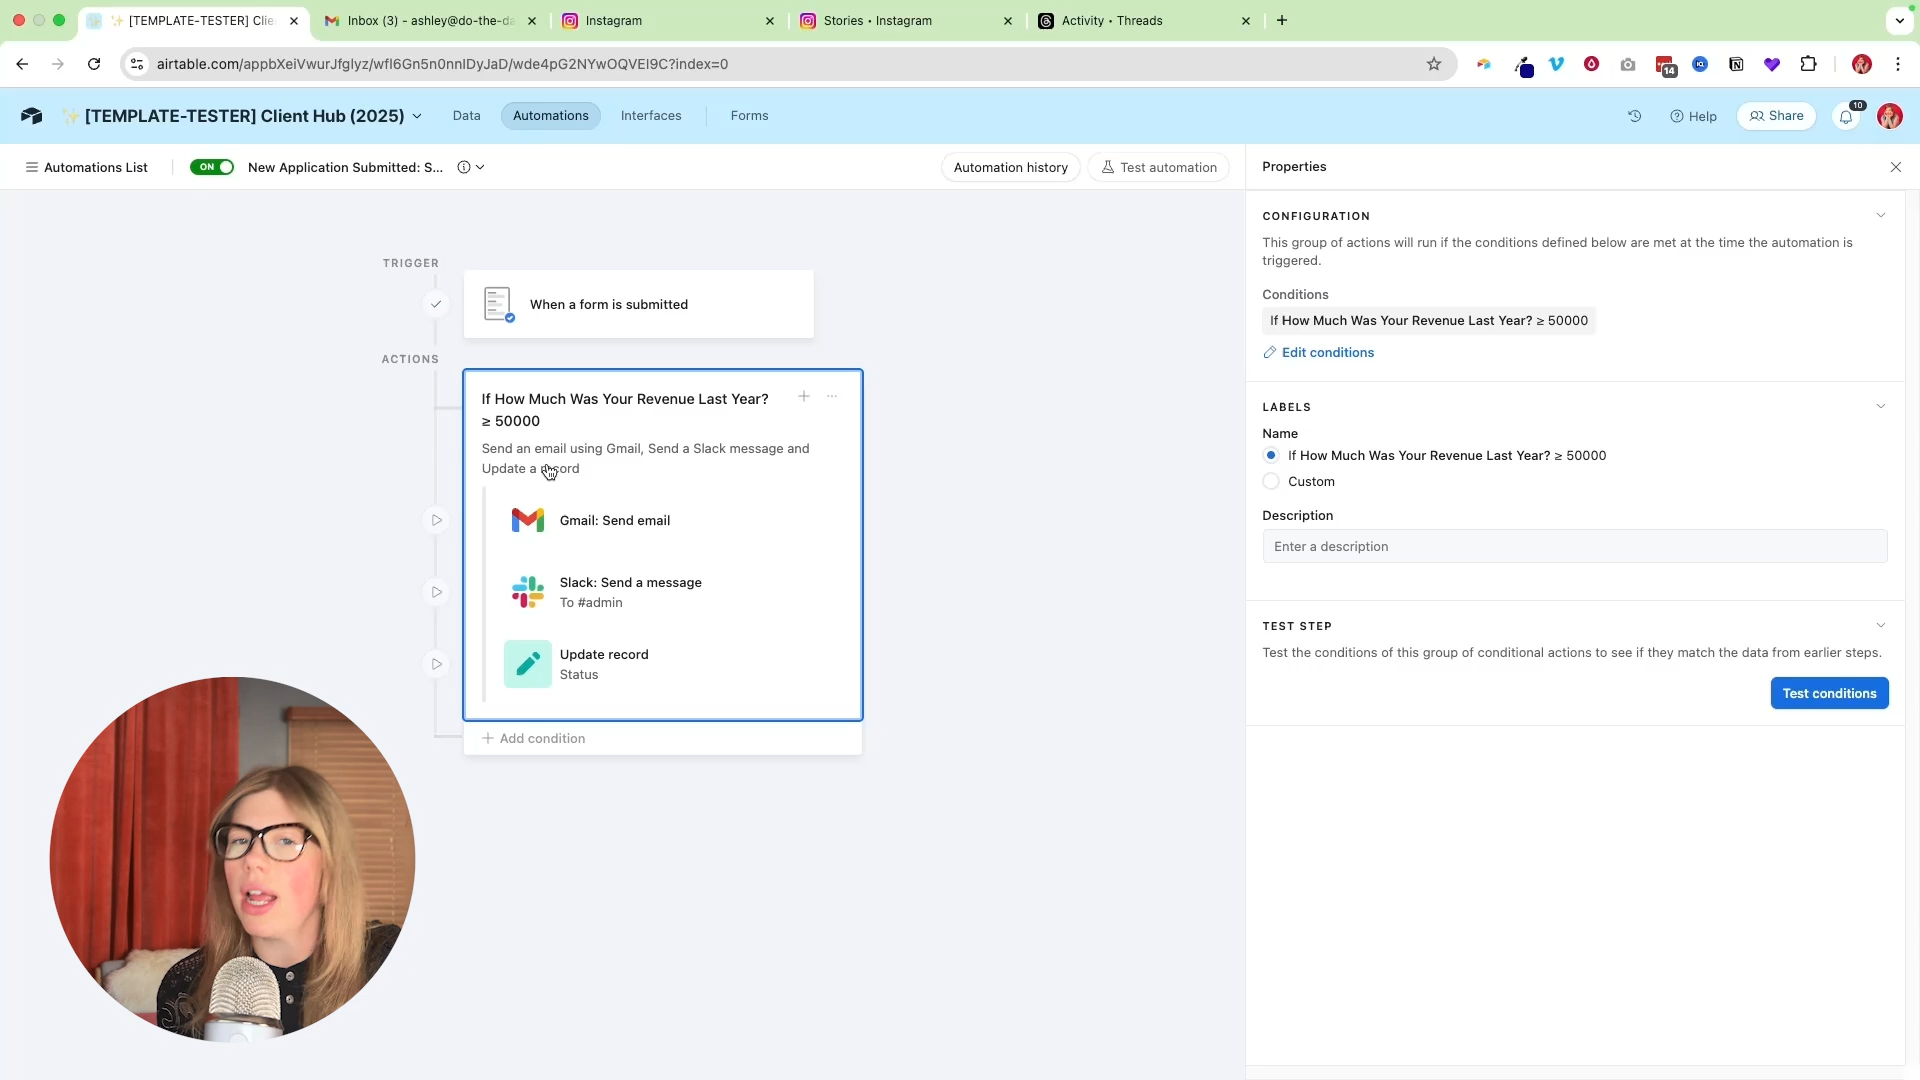 ✨ [TEMPLATE-TESTER] Clie
Inbox (3) - ashley@do-the-da
Instagram
Stories • Instagram
Activity • Threads
airtable.com/appbXeiVwurJfgIyz/wfl6Gn5n0nnIDyJaD/wde4pG2NYwOQVEI9C?index=0
14
✨ [TEMPLATE-TESTER] Client Hub (2025)
Data
Automations
Interfaces
Forms
Help
Share
10
Automations List
ON
New Application Submitted: S...
Automation history
Test automation
Properties
TRIGGER
When a form is submitted
ACTIONS
If How Much Was Your Revenue Last Year?
≥ 50000
Send an email using Gmail, Send a Slack message and
Update a record
Gmail: Send email
Slack: Send a message
To #admin
Update record
Status
+ Add condition
CONFIGURATION
This group of actions will run if the conditions defined below are met at the time the automation is
triggered.
Conditions
If How Much Was Your Revenue Last Year? ≥ 50000
Edit conditions
LABELS
Name
If How Much Was Your Revenue Last Year? ≥ 50000
Custom
Description
Enter a description
TEST STEP
Test the conditions of this group of conditional actions to see if they match the data from earlier steps.
Test conditions